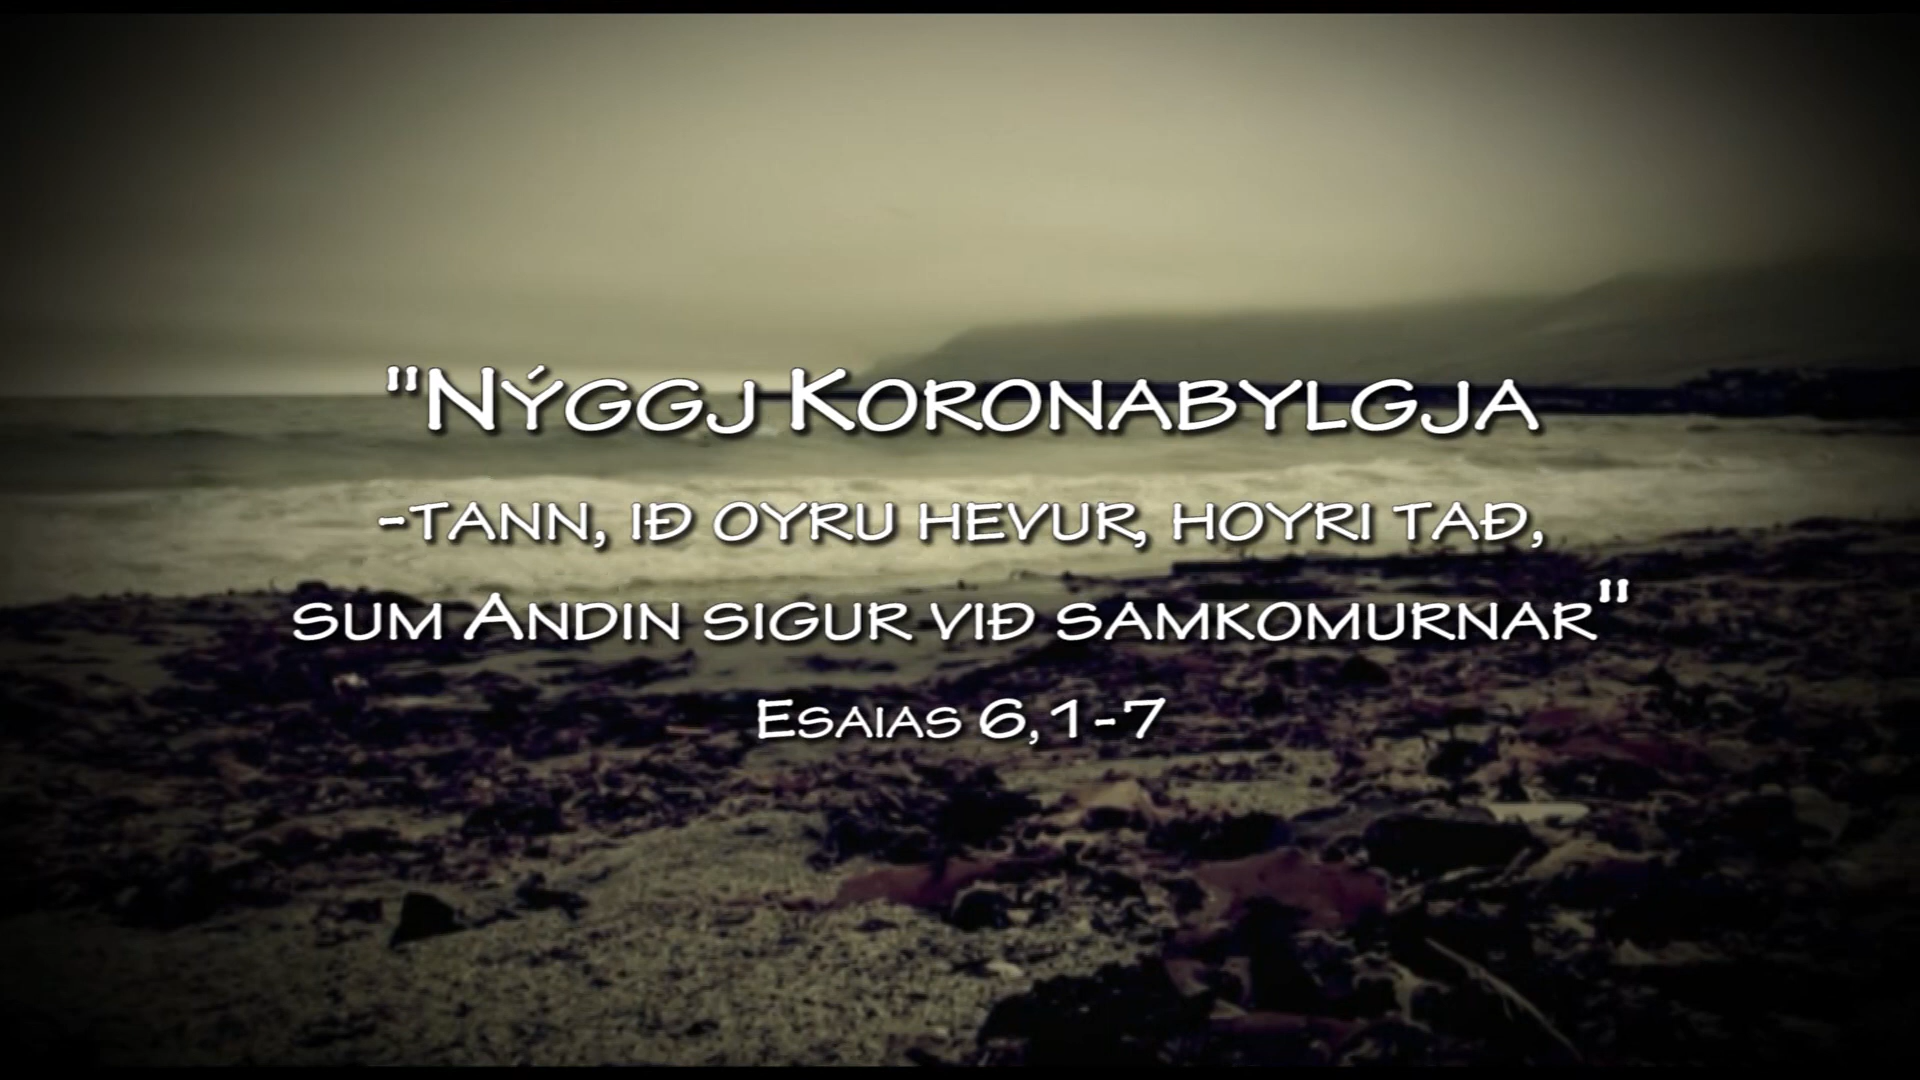 "Nýggj Koronabylgja
-tann, ið oyru hevur, hoyri tað,
sum Andin sigur við samkomurnar"
Esaias 6,1-7